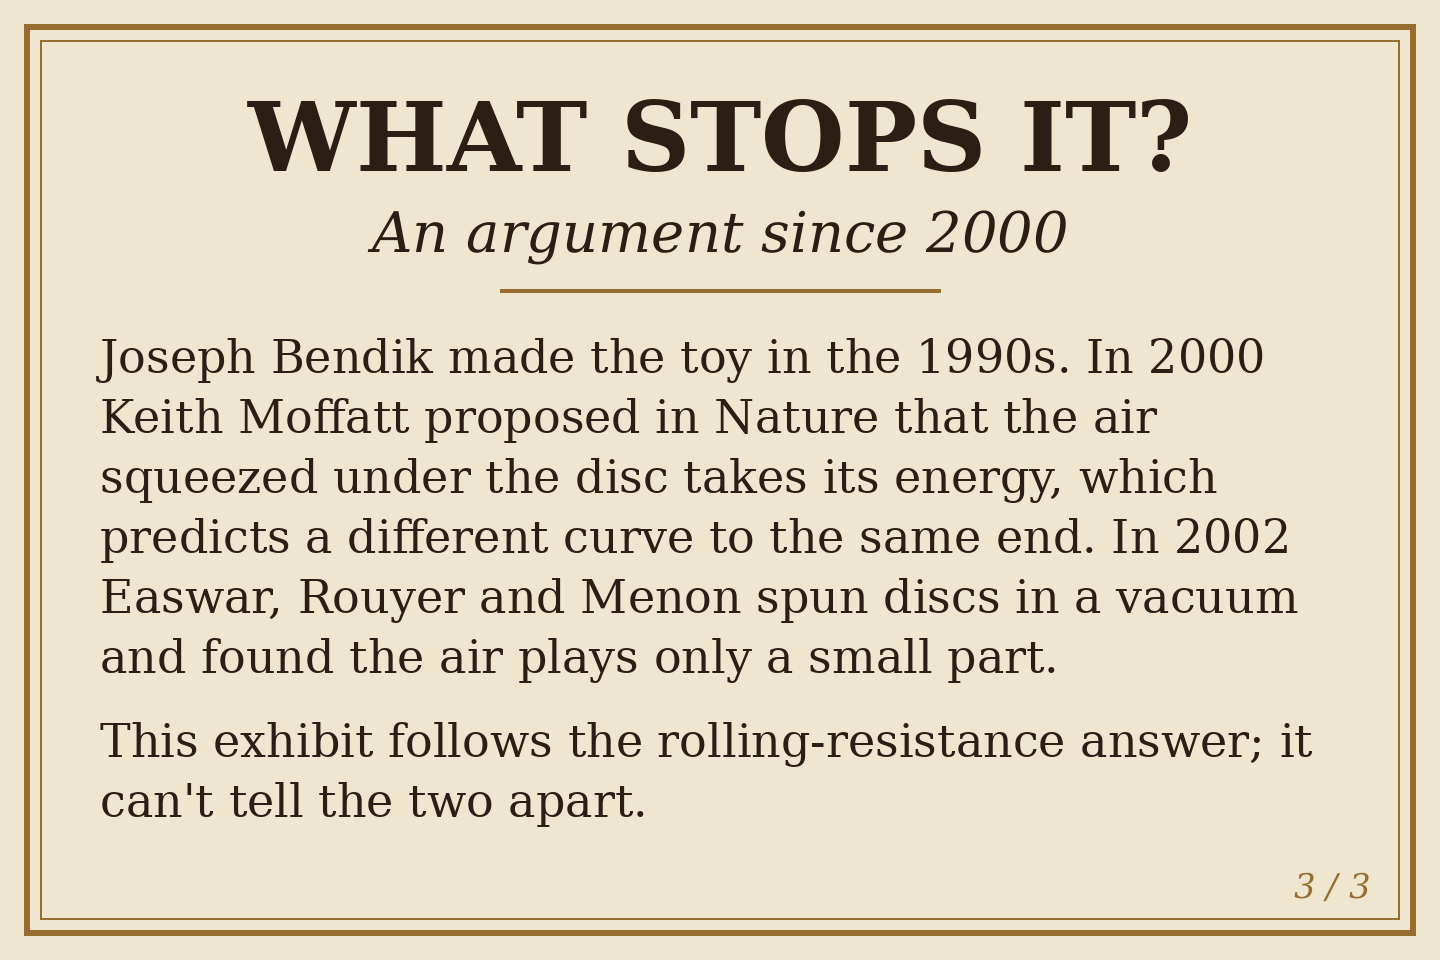 WHAT STOPS IT?
An argument since 2000
Joseph Bendik made the toy in the 1990s. In 2000
Keith Moffatt proposed in Nature that the air
squeezed under the disc takes its energy, which
predicts a different curve to the same end. In 2002
Easwar, Rouyer and Menon spun discs in a vacuum
and found the air plays only a small part.
This exhibit follows the rolling-resistance answer; it
can't tell the two apart.
3 / 3